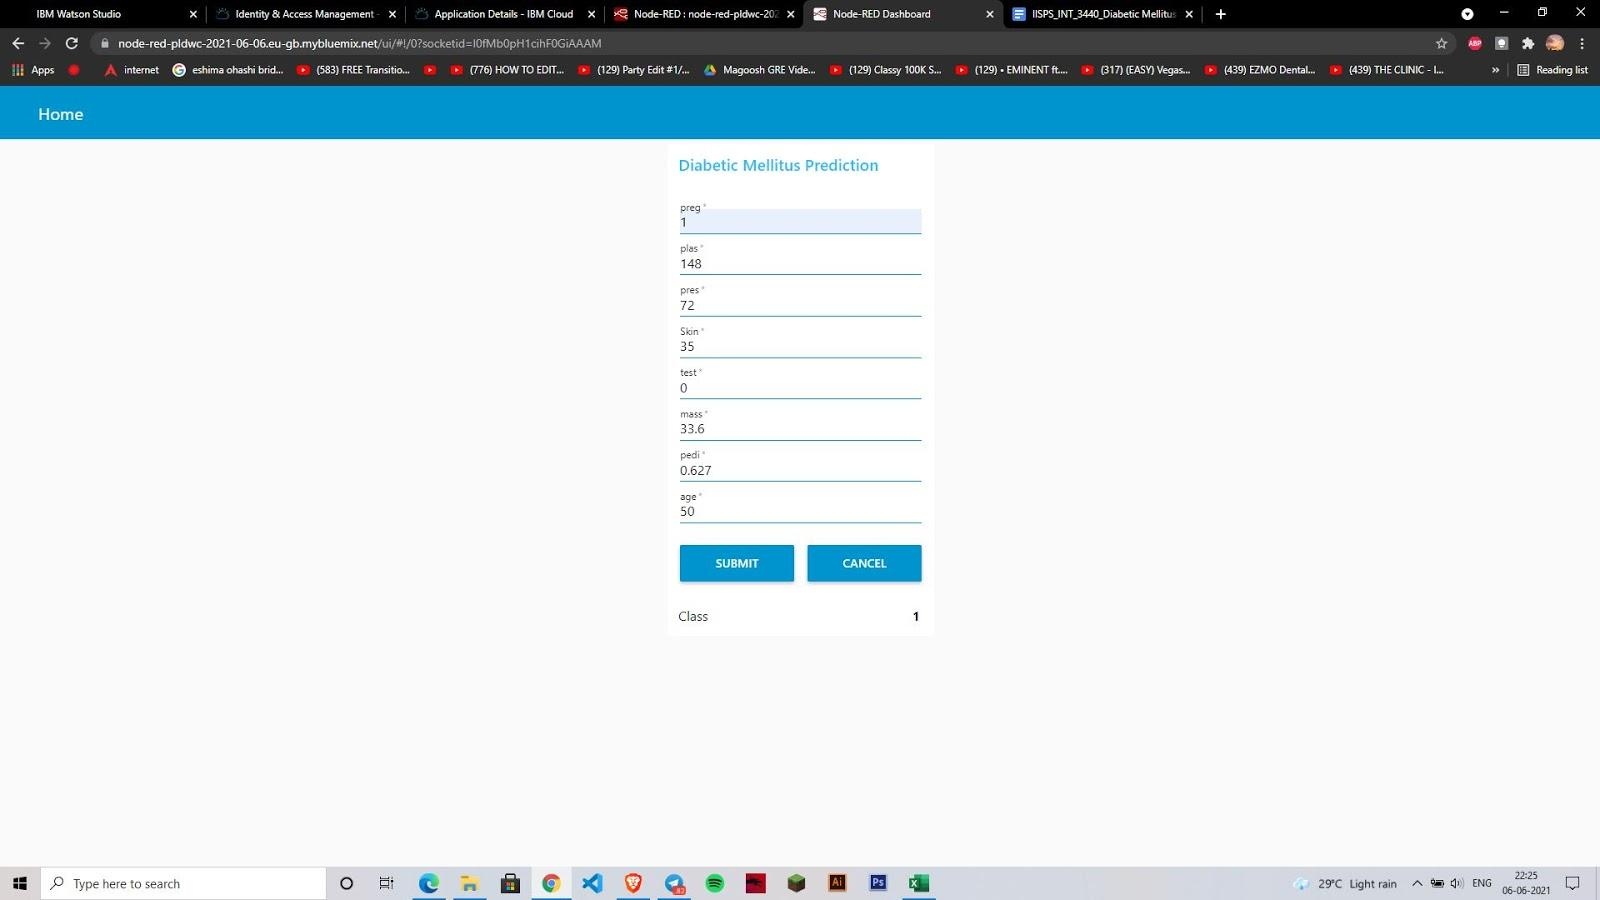 IBM Watson Studio
Identity & Access Management -
Application Details - IBM Cloud
Node-RED : node-red-pldwc-202
Node-RED Dashboard
IISPS_INT_3440_Diabetic Mellitus
node-red-pldwc-2021-06-06.eu-gb.mybluemix.net/ui/#!/0?socketid=I0fMb0pH1cihF0GiAAAM
ABP
Apps
internet
eshima ohashi brid...
(583) FREE Transitio...
(776) HOW TO EDIT...
(129) Party Edit #1/...
Magoosh GRE Vide...
(129) Classy 100K S...
(129) • EMINENT ft....
(317) (EASY) Vegas...
(439) EZMO Dental...
(439) THE CLINIC - I...
»
Reading list
Home
Diabetic Mellitus Prediction
preg *
1
plas *
148
pres *
72
Skin *
35
test *
0
mass *
33.6
pedi *
0.627
age *
50
SUBMIT
CANCEL
Class
1
Type here to search
Ai
Ps
29°C Light rain
ENG
22:25
06-06-2021